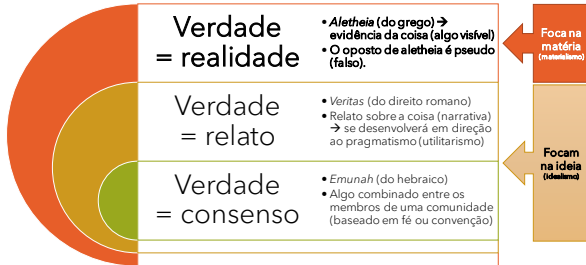 Verdade
= realidade
• Aletheia (do grego) →
evidência da coisa (algo visível)
• O oposto de aletheia é pseudo
(falso).
Foca na
matéria
(materialismo)
Verdade
= relato
• Veritas (do direito romano)
• Relato sobre a coisa (narrativa)
→ se desenvolverá em direção
ao pragmatismo (utilitarismo)
Verdade
= consenso
• Emunah (do hebraico)
• Algo combinado entre os
membros de uma comunidade
(baseado em fé ou convenção)
Focam
na ideia
(idealismo)